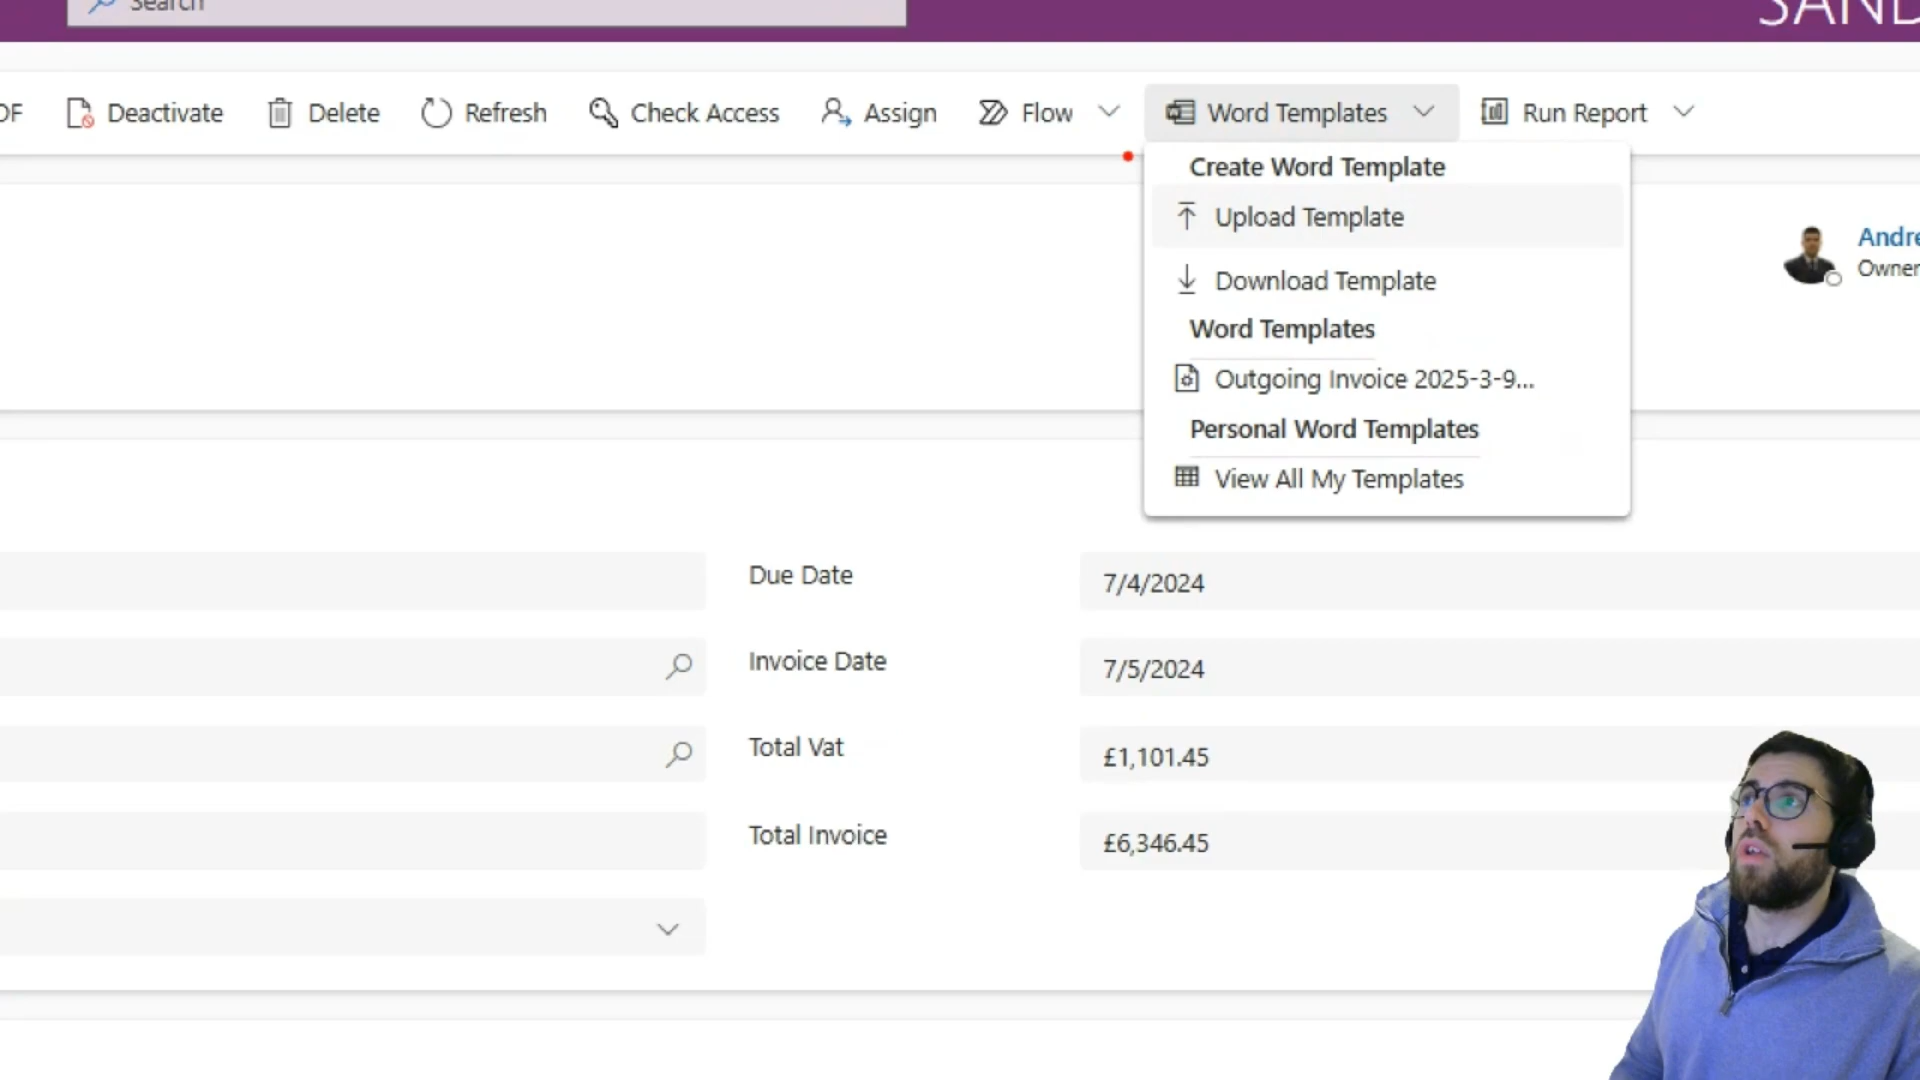 Search
SAND
DF Deactivate Delete Refresh Check Access Assign Flow Word Templates Run Report
Create Word Template
Upload Template
Download Template
Word Templates
Outgoing Invoice 2025-3-9...
Personal Word Templates
View All My Templates
Andre
Owner
Due Date 7/4/2024
Invoice Date 7/5/2024
Total Vat £1,101.45
Total Invoice £6,346.45